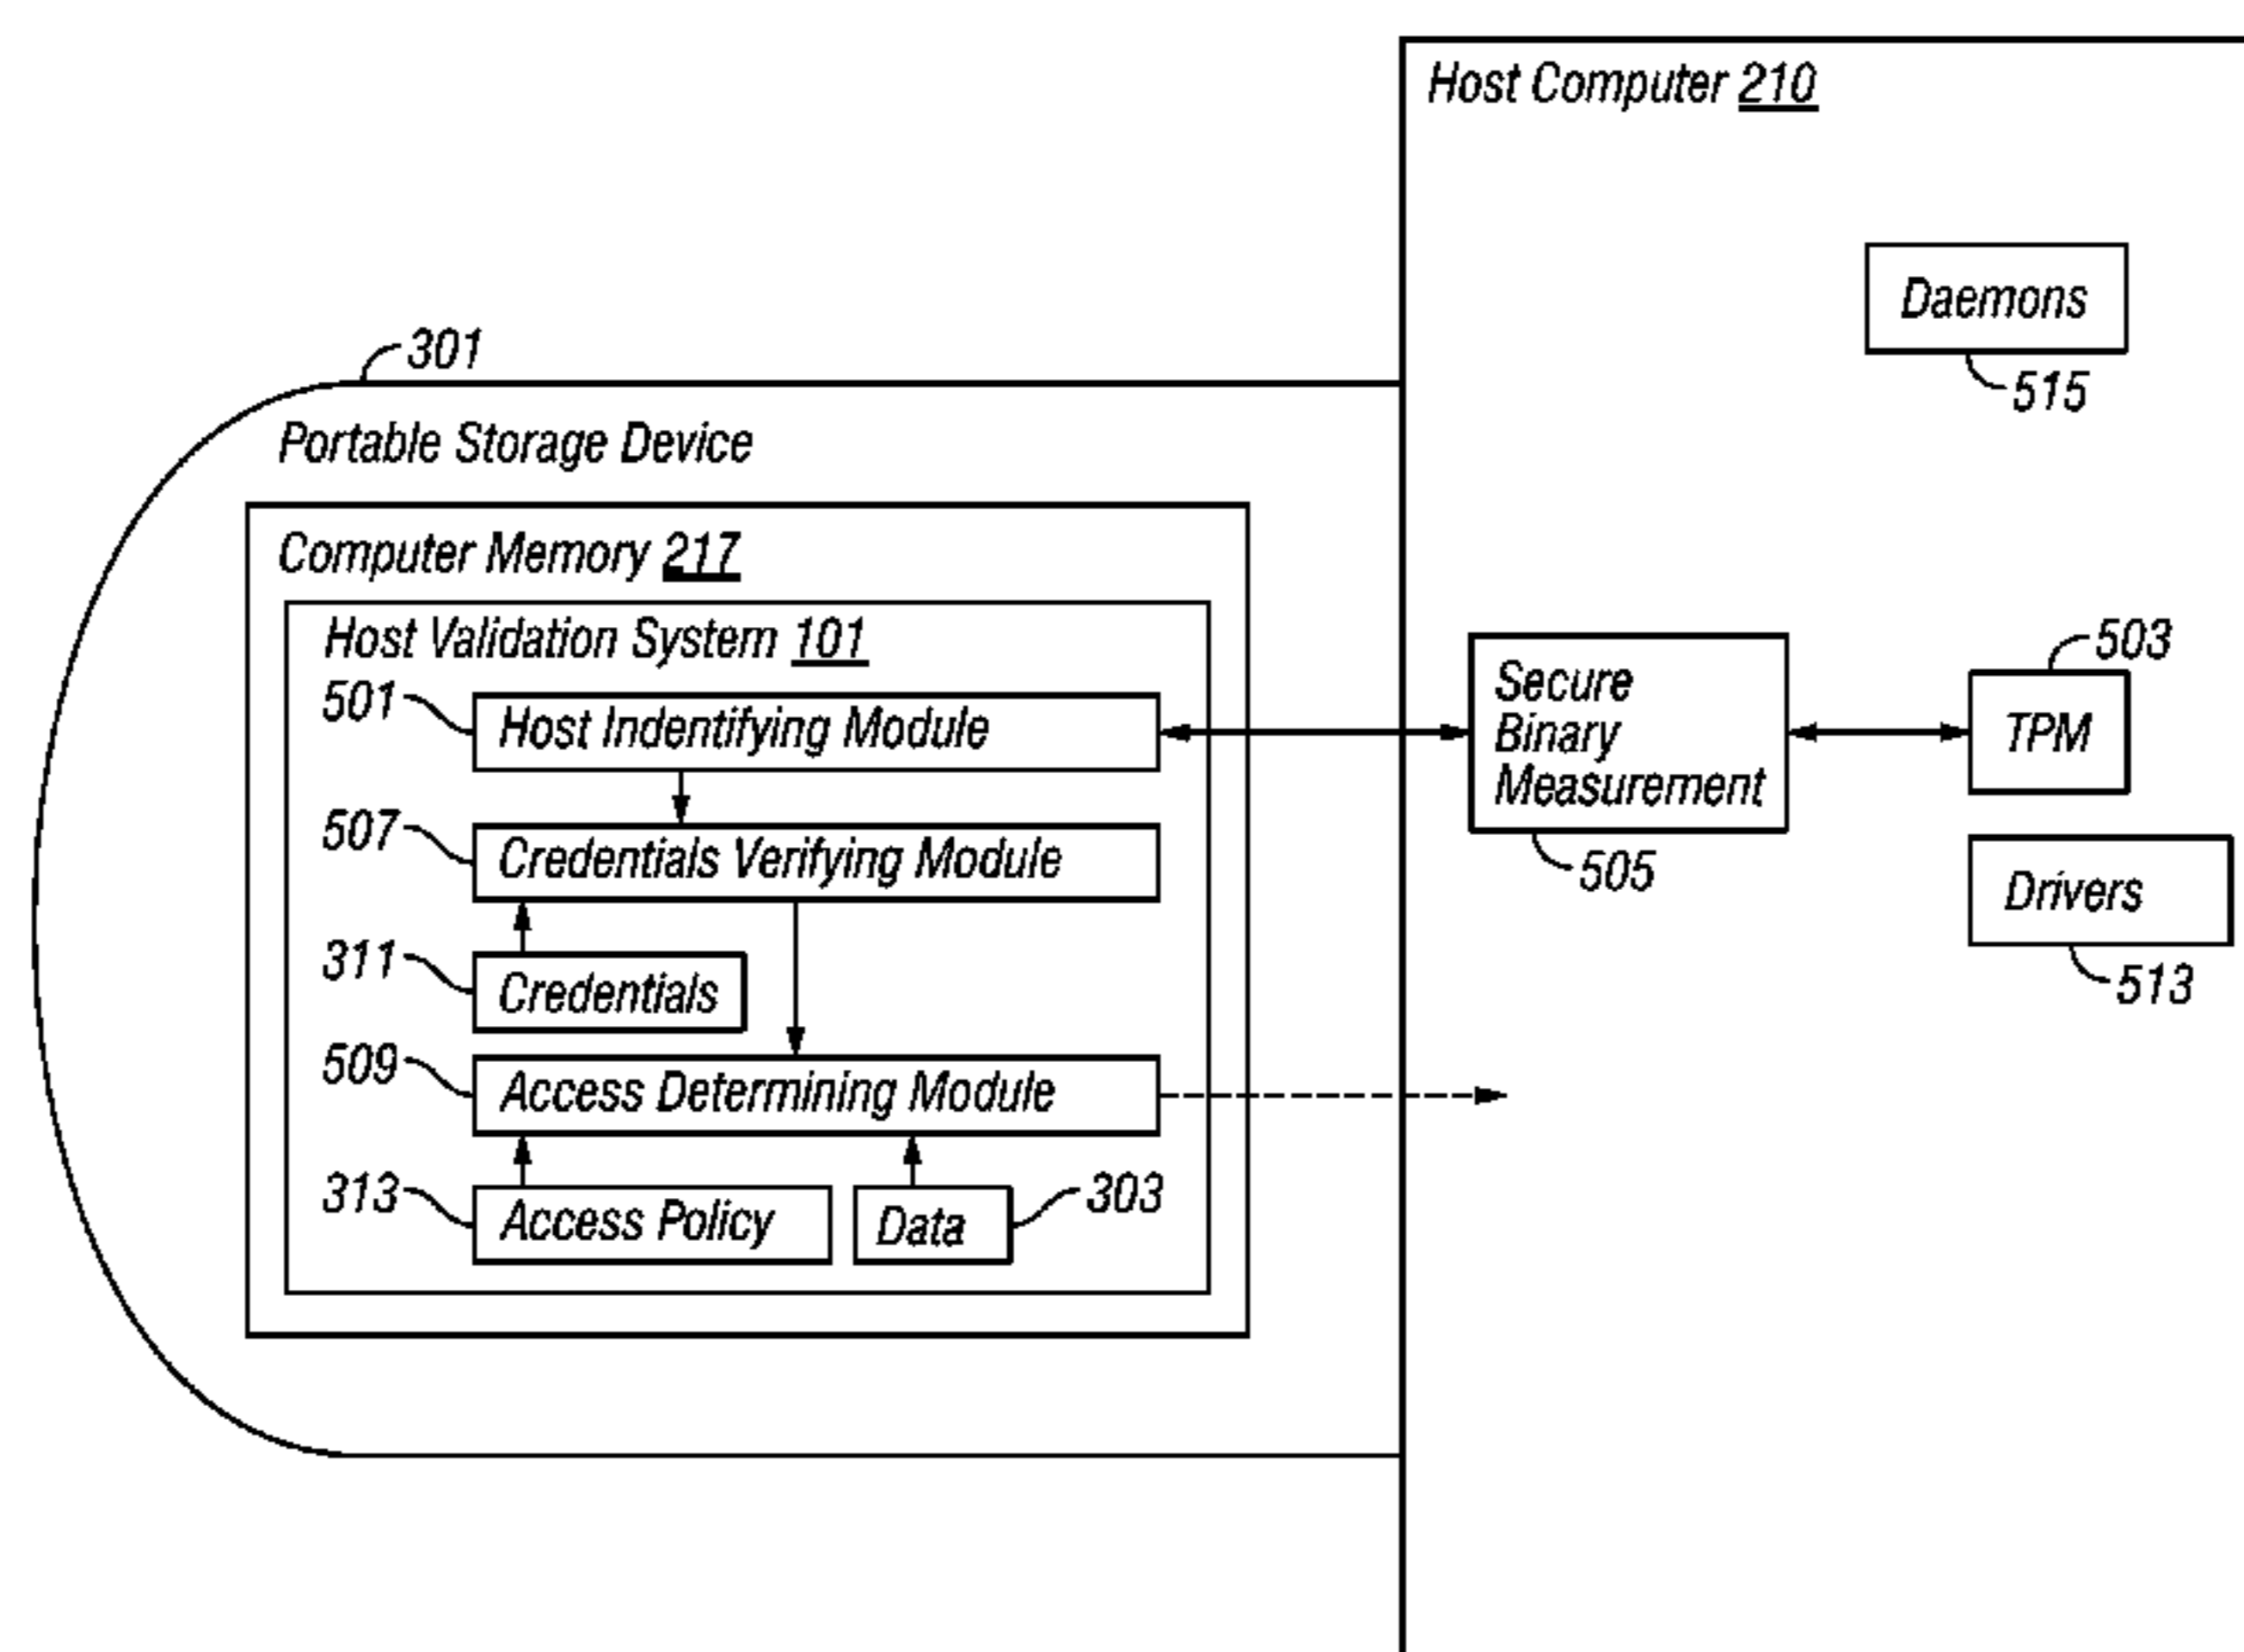 Host Computer 210
Daemons
515
301
Portable Storage Device
Computer Memory 217
Host Validation System 101
501
Host Indentifying Module
507
Credentials Verifying Module
311
Credentials
509
Access Determining Module
313
Access Policy
Data
303
Secure
Binary
Measurement
505
503
TPM
Drivers
513